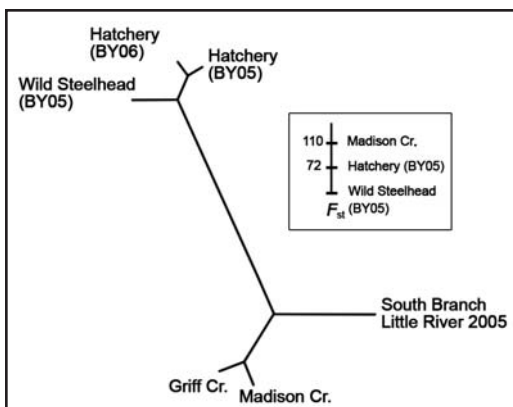 Hatchery
(BY06)
Hatchery
(BY05)
Wild Steelhead
(BY05)
110 Madison Cr.
72 Hatchery (BY05)
Wild Steelhead
Fst (BY05)
South Branch
Little River 2005
Griff Cr.
Madison Cr.